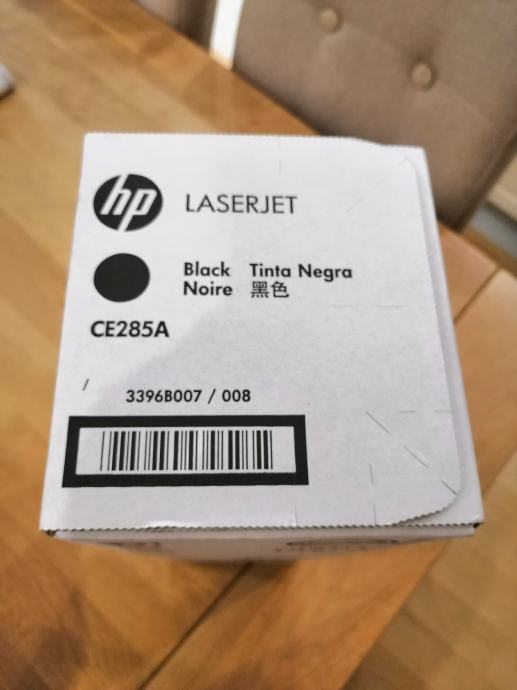 hp LASERJET
Black Tinta Negra
Noire 黑色
CE285A
3396B007 / 008